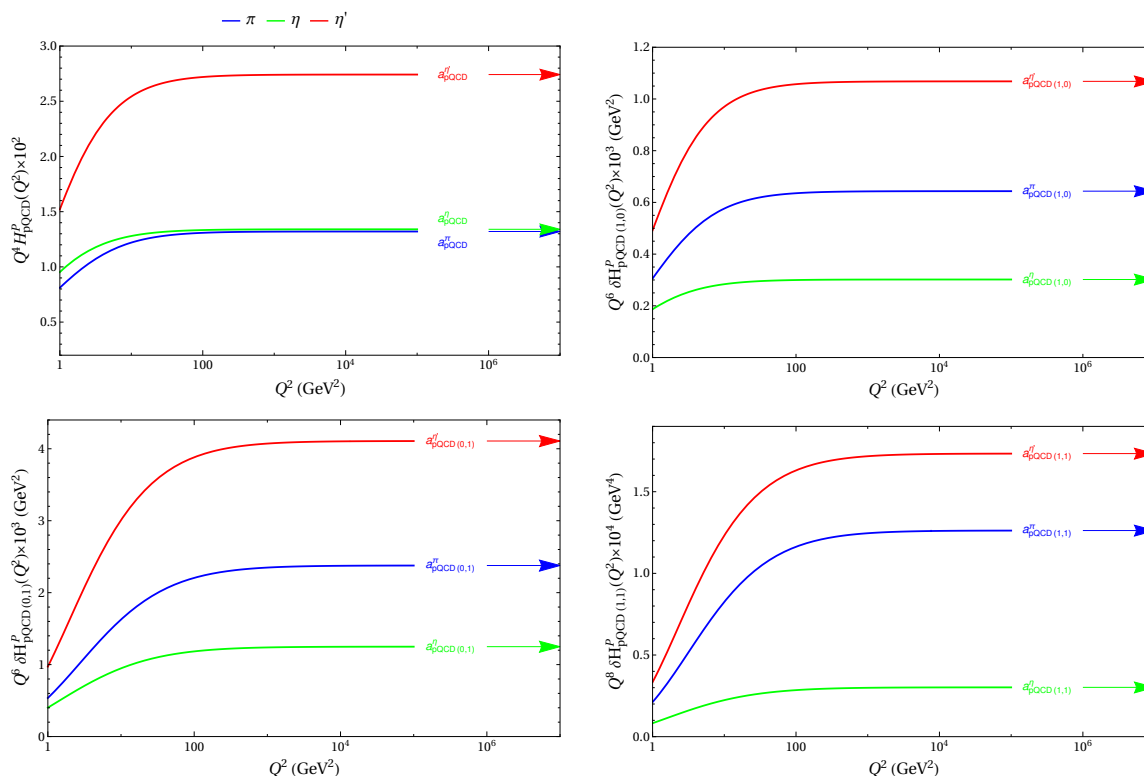 π η η'
3.0
2.5
2.0
1.5
1.0
0.5
Q⁴ H^P_pQCD(Q²)×10²
a^η'_pQCD
a^η_pQCD
a^π_pQCD
1 100 10⁴ 10⁶
Q² (GeV²)
1.2
1.0
0.8
0.6
0.4
0.2
0.0
Q⁶ δH^P_pQCD (1,0)(Q²)×10³ (GeV²)
a^η'_pQCD (1,0)
a^π_pQCD (1,0)
a^η_pQCD (1,0)
1 100 10⁴ 10⁶
Q² (GeV²)
4
3
2
1
0
Q⁶ δH^P_pQCD (0,1)(Q²)×10³ (GeV²)
a^η'_pQCD (0,1)
a^π_pQCD (0,1)
a^η_pQCD (0,1)
1 100 10⁴ 10⁶
Q² (GeV²)
1.5
1.0
0.5
0.0
Q⁸ δH^P_pQCD (1,1)(Q²)×10⁴ (GeV⁴)
a^η'_pQCD (1,1)
a^π_pQCD (1,1)
a^η_pQCD (1,1)
1 100 10⁴ 10⁶
Q² (GeV²)